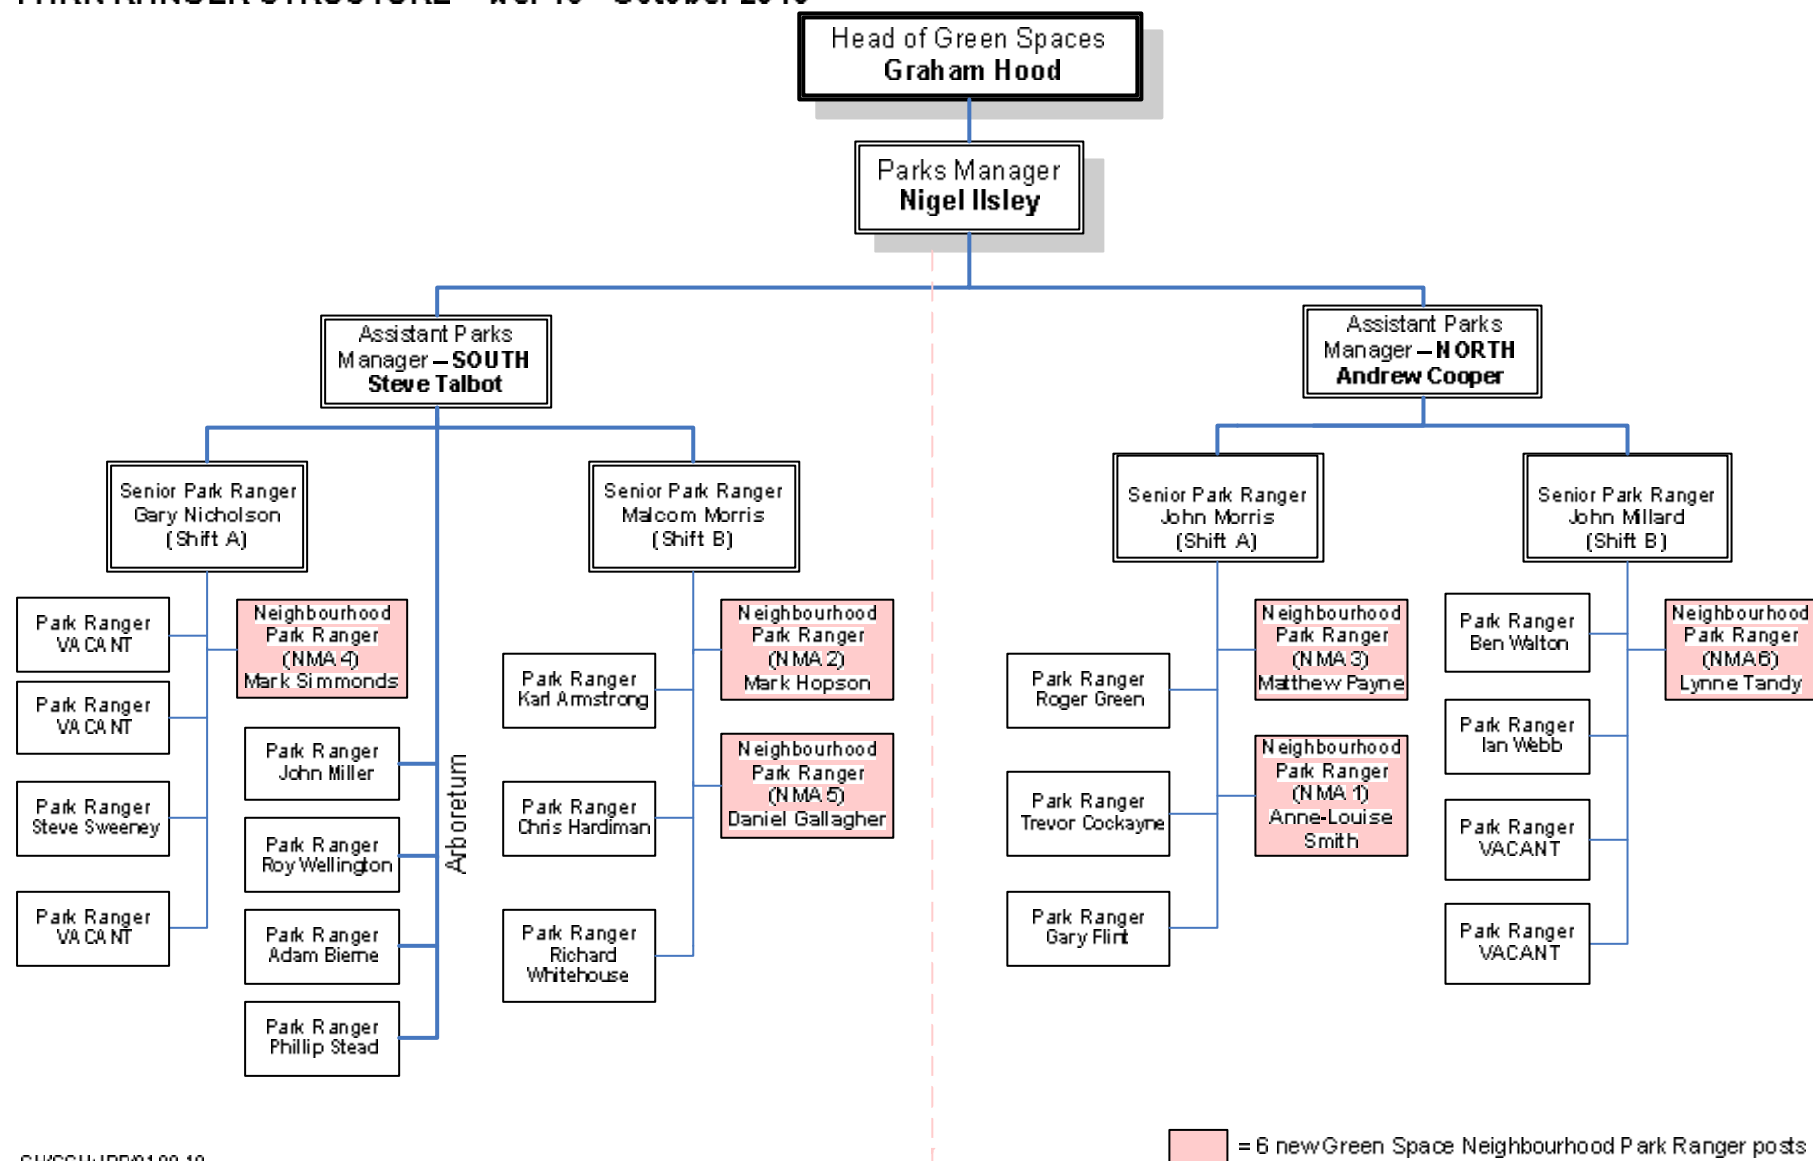 Head of Green Spaces
Graham Hood
Parks Manager
Nigel Ilsley
Assistant Parks
Manager – SOUTH
Steve Talbot
Assistant Parks
Manager – NORTH
Andrew Cooper
Senior Park Ranger
Gary Nicholson
(Shift A)
Senior Park Ranger
Malcom Morris
(Shift B)
Senior Park Ranger
John Morris
(Shift A)
Senior Park Ranger
John Millard
(Shift B)
Park Ranger
VACANT
Park Ranger
VACANT
Park Ranger
Steve Sweeney
Park Ranger
VACANT
Neighbourhood
Park Ranger
(NMA 4)
Mark Simmonds
Park Ranger
John Miller
Park Ranger
Roy Wellington
Park Ranger
Adam Bierne
Park Ranger
Phillip Stead
Arboretum
Park Ranger
Karl Armstrong
Park Ranger
Chris Hardiman
Park Ranger
Richard
Whitehouse
Neighbourhood
Park Ranger
(NMA 2)
Mark Hopson
Neighbourhood
Park Ranger
(NMA 5)
Daniel Gallagher
Park Ranger
Roger Green
Park Ranger
Trevor Cockayne
Park Ranger
Gary Flint
Neighbourhood
Park Ranger
(NMA 3)
Matthew Payne
Neighbourhood
Park Ranger
(NMA 1)
Anne-Louise
Smith
Park Ranger
Ben Walton
Park Ranger
Ian Webb
Park Ranger
VACANT
Park Ranger
VACANT
Neighbourhood
Park Ranger
(NMA6)
Lynne Tandy
= 6 new Green Space Neighbourhood Park Ranger posts